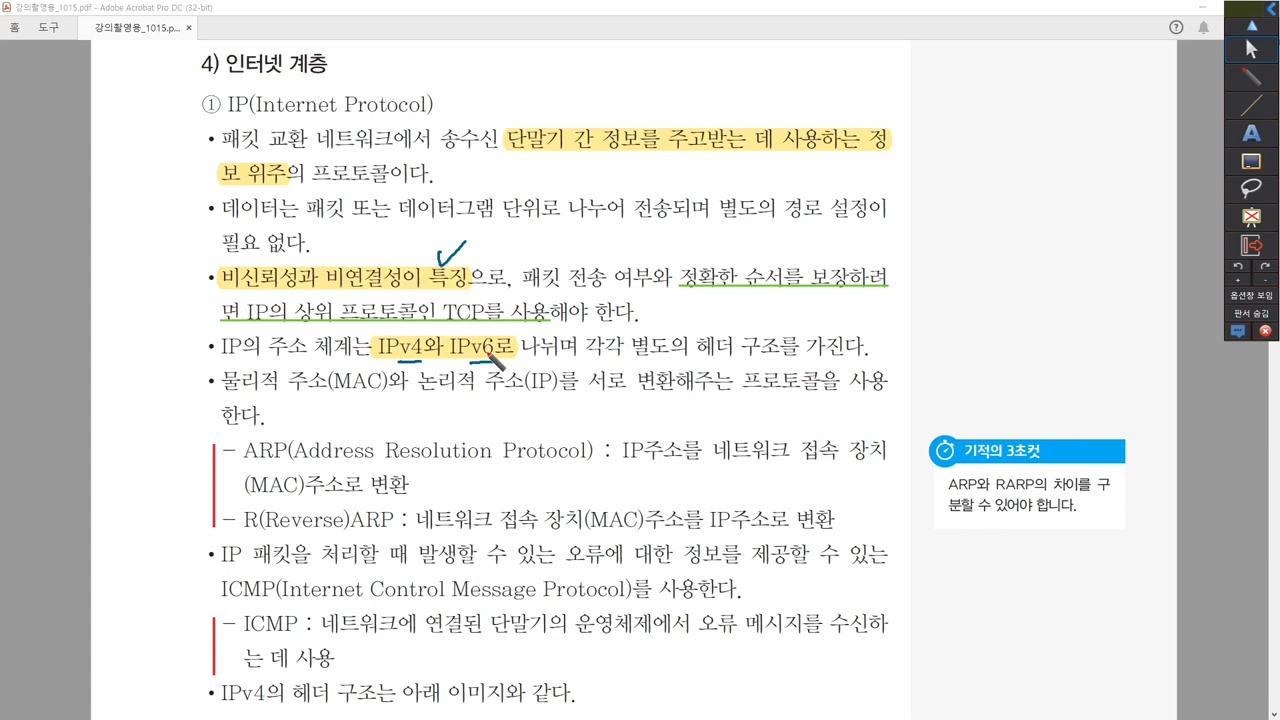 강의촬영용_1015.pdf - Adobe Acrobat Pro DC (32-bit)
홈 도구 강의촬영용_1015.p... ×
4) 인터넷 계층
① IP(Internet Protocol)
• 패킷 교환 네트워크에서 송수신 단말기 간 정보를 주고받는 데 사용하는 정
보 위주의 프로토콜이다.
• 데이터는 패킷 또는 데이터그램 단위로 나누어 전송되며 별도의 경로 설정이
필요 없다.
• 비신뢰성과 비연결성이 특징으로, 패킷 전송 여부와 정확한 순서를 보장하려
면 IP의 상위 프로토콜인 TCP를 사용해야 한다.
• IP의 주소 체계는 IPv4와 IPv6로 나뉘며 각각 별도의 헤더 구조를 가진다.
• 물리적 주소(MAC)와 논리적 주소(IP)를 서로 변환해주는 프로토콜을 사용
한다.
– ARP(Address Resolution Protocol) : IP주소를 네트워크 접속 장치
(MAC)주소로 변환
– R(Reverse)ARP : 네트워크 접속 장치(MAC)주소를 IP주소로 변환
• IP 패킷을 처리할 때 발생할 수 있는 오류에 대한 정보를 제공할 수 있는
ICMP(Internet Control Message Protocol)를 사용한다.
– ICMP : 네트워크에 연결된 단말기의 운영체제에서 오류 메시지를 수신하
는 데 사용
• IPv4의 헤더 구조는 아래 이미지와 같다.
기적의 3초컷
ARP와 RARP의 차이를 구
분할 수 있어야 합니다.
A
+ -
옵션장 보임
판서 숨김